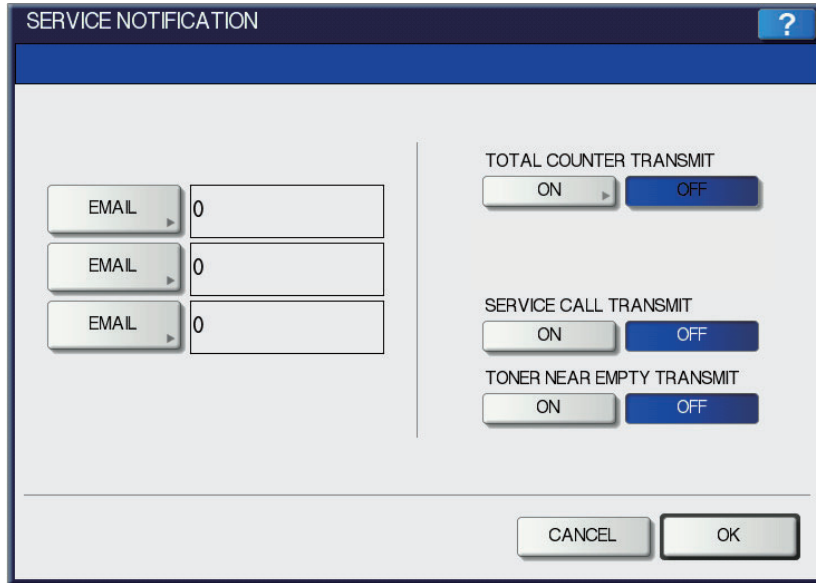 SERVICE NOTIFICATION
?
EMAIL 0
EMAIL 0
EMAIL 0
TOTAL COUNTER TRANSMIT
ON OFF
SERVICE CALL TRANSMIT
ON OFF
TONER NEAR EMPTY TRANSMIT
ON OFF
CANCEL OK